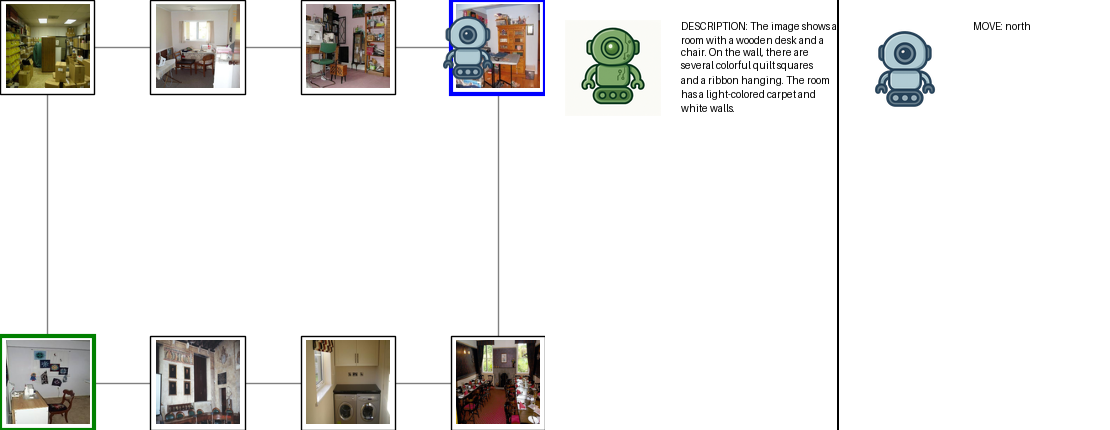 DESCRIPTION: The image shows a
room with a wooden desk and a
chair. On the wall, there are
several colorful quilt squares
and a ribbon hanging. The room
has a light-colored carpet and
white walls.
MOVE: north